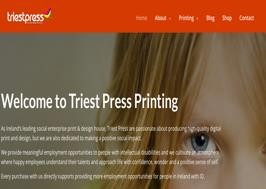 triestpress
Home About Printing Blog Shop Contact
Welcome to Triest Press Printing
As Ireland's leading social enterprise print & design house, Triest Press are passionate about producing high quality digital
print and design, but we are also dedicated to making a positive social impact.
We provide meaningful employment opportunities to people with intellectual disabilities and we cultivate an atmosphere
where happy employees understand their talents and approach life with confidence, wonder and a positive sense of self.
Every purchase with us directly supports providing more employment opportunities for people in Ireland with ID.